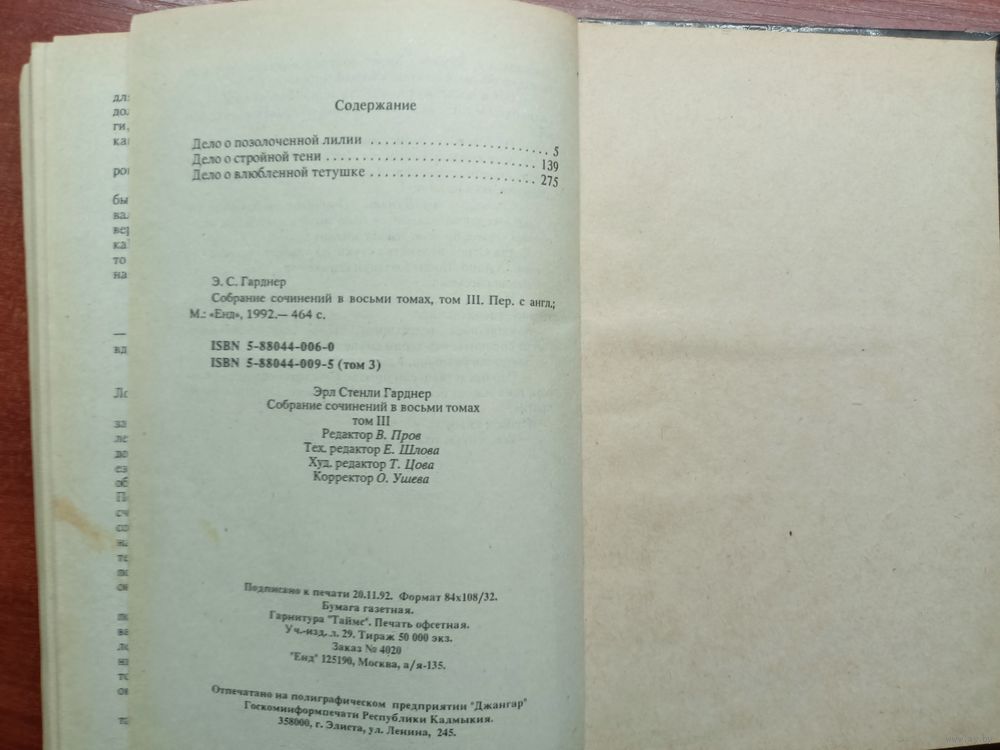 Содержание
Дело о позолоченной лилии . . . . . . . . . . . . . . . . . . . . . . . . 5
Дело о стройной тени . . . . . . . . . . . . . . . . . . . . . . . . . . . . 139
Дело о влюбленной тетушке . . . . . . . . . . . . . . . . . . . . . . 275
Э. С. Гарднер
Собрание сочинений в восьми томах, том III. Пер. с англ.;
М.: «Енд», 1992.— 464 с.
ISBN 5-88044-006-0
ISBN 5-88044-009-5 (том 3)
Эрл Стенли Гарднер
Собрание сочинений в восьми томах
том III
Редактор В. Пров
Тех. редактор Е. Шлова
Худ. редактор Т. Цова
Корректор О. Ушева
Подписано к печати 20.11.92. Формат 84x108/32.
Бумага газетная.
Гарнитура "Таймс". Печать офсетная.
Уч.-изд. л. 29. Тираж 50 000 экз.
Заказ № 4020
"Енд" 125190, Москва, а/я-135.
Отпечатано на полиграфическом предприятии "Джангар"
Госкоминформпечати Республики Калмыкия.
358000, г. Элиста, ул. Ленина, 245.